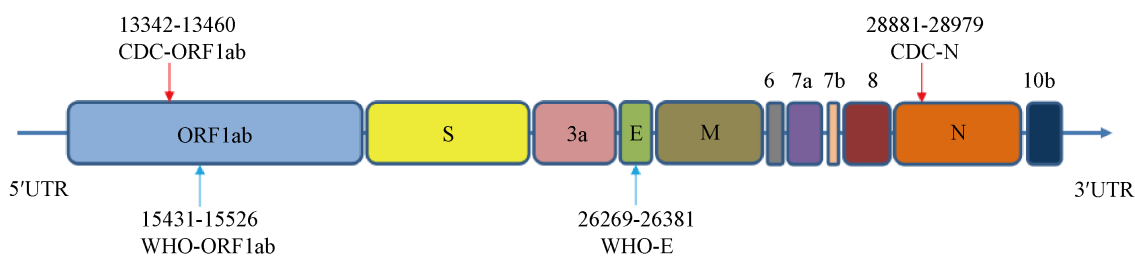 13342-13460
CDC-ORF1ab
28881-28979
CDC-N
6
7a
7b
8
10b
ORF1ab
S
3a
E
M
N
5′UTR
3′UTR
15431-15526
WHO-ORF1ab
26269-26381
WHO-E